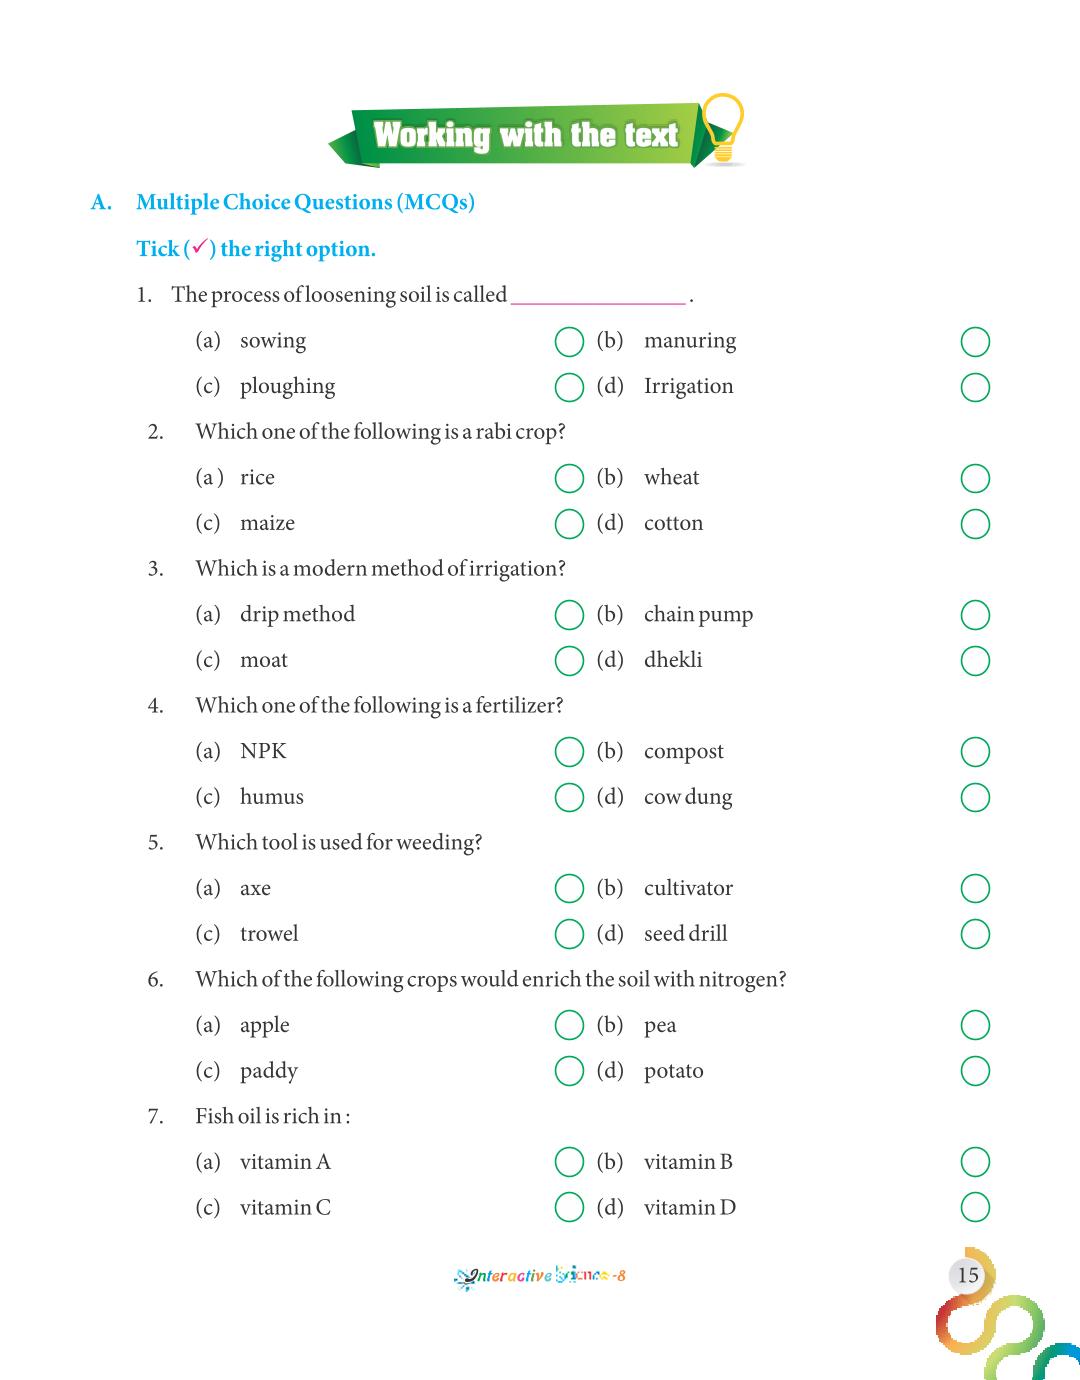 Working with the text
A. Multiple Choice Questions (MCQs)
Tick (✓) the right option.
1. The process of loosening soil is called ________________ .
(a) sowing (b) manuring
(c) ploughing (d) Irrigation
2. Which one of the following is a rabi crop?
(a ) rice (b) wheat
(c) maize (d) cotton
3. Which is a modern method of irrigation?
(a) drip method (b) chain pump
(c) moat (d) dhekli
4. Which one of the following is a fertilizer?
(a) NPK (b) compost
(c) humus (d) cow dung
5. Which tool is used for weeding?
(a) axe (b) cultivator
(c) trowel (d) seed drill
6. Which of the following crops would enrich the soil with nitrogen?
(a) apple (b) pea
(c) paddy (d) potato
7. Fish oil is rich in :
(a) vitamin A (b) vitamin B
(c) vitamin C (d) vitamin D
Interactive Science -8
15